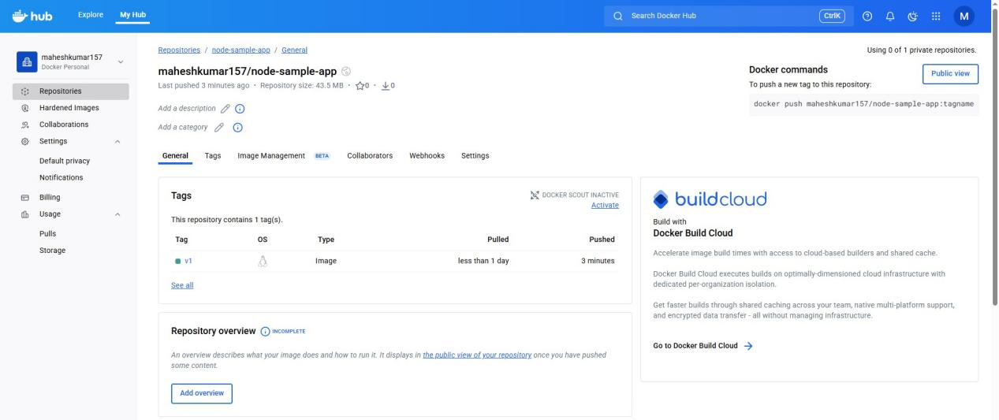 hub Explore My Hub Search Docker Hub CtrlK M
maheshkumar157
Docker Personal
Repositories
Hardened Images
Collaborations
Settings
Default privacy
Notifications
Billing
Usage
Pulls
Storage
Repositories / node-sample-app / General
Using 0 of 1 private repositories.
maheshkumar157/node-sample-app
Last pushed 3 minutes ago · Repository size: 43.5 MB · 0 · 0
Add a description
Add a category
Docker commands
Public view
To push a new tag to this repository:
docker push maheshkumar157/node-sample-app:tagname
General Tags Image Management BETA Collaborators Webhooks Settings
Tags
DOCKER SCOUT INACTIVE
Activate
This repository contains 1 tag(s).
Tag OS Type Pulled Pushed
v1 Image less than 1 day 3 minutes
See all
Repository overview INCOMPLETE
An overview describes what your image does and how to run it. It displays in the public view of your repository once you have pushed
some content.
Add overview
buildcloud
Build with
Docker Build Cloud
Accelerate image build times with access to cloud-based builders and shared cache.
Docker Build Cloud executes builds on optimally-dimensioned cloud infrastructure with
dedicated per-organization isolation.
Get faster builds through shared caching across your team, native multi-platform support,
and encrypted data transfer - all without managing infrastructure.
Go to Docker Build Cloud